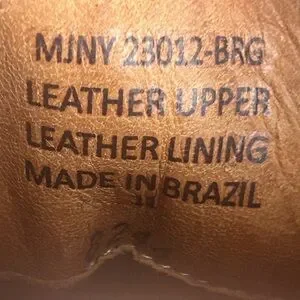 MJNY 23012-BRG
LEATHER UPPER
LEATHER LINING
MADE IN BRAZIL